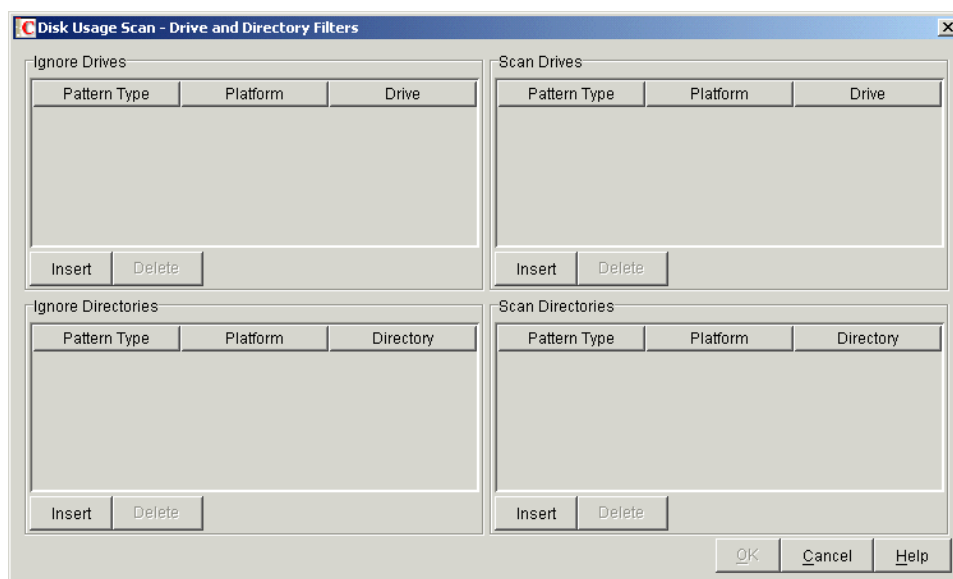 Disk Usage Scan - Drive and Directory Filters
Ignore Drives
Pattern Type Platform Drive
Insert Delete
Scan Drives
Pattern Type Platform Drive
Insert Delete
Ignore Directories
Pattern Type Platform Directory
Insert Delete
Scan Directories
Pattern Type Platform Directory
Insert Delete
OK Cancel Help